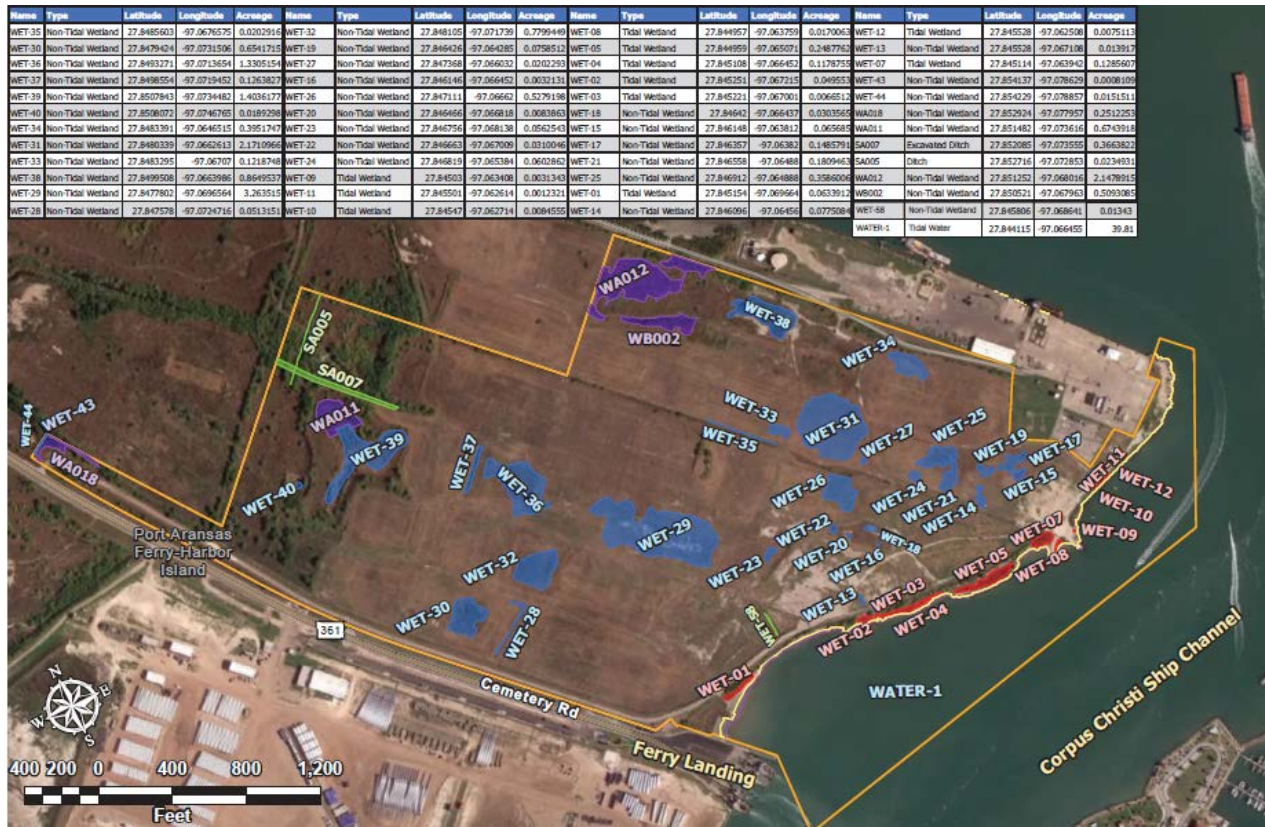 Name Type Latitude Longitude Acreage Name Type Latitude Longitude Acreage Name Type Latitude Longitude Acreage Name Type Latitude Longitude Acreage
WET-35 Non-Tidal Wetland 27.8485603 -97.0676575 0.0202916 WET-32 Non-Tidal Wetland 27.848105 -97.071739 0.7799449 WET-08 Tidal Wetland 27.844957 -97.063759 0.0170063 WET-12 Tidal Wetland 27.845528 -97.062508 0.0075113
WET-30 Non-Tidal Wetland 27.8479424 -97.0731506 0.6541715 WET-19 Non-Tidal Wetland 27.846426 -97.064285 0.0758512 WET-05 Tidal Wetland 27.844959 -97.065071 0.2487762 WET-13 Non-Tidal Wetland 27.845528 -97.067108 0.013917
WET-36 Non-Tidal Wetland 27.8493271 -97.0713654 1.3305154 WET-27 Non-Tidal Wetland 27.847368 -97.066032 0.0202293 WET-04 Tidal Wetland 27.845108 -97.066452 0.1178755 WET-07 Tidal Wetland 27.845114 -97.063942 0.1285607
WET-37 Non-Tidal Wetland 27.8498554 -97.0719452 0.1263827 WET-16 Non-Tidal Wetland 27.846146 -97.066452 0.0032131 WET-02 Tidal Wetland 27.845251 -97.067215 0.049553 WET-43 Non-Tidal Wetland 27.854137 -97.078629 0.0008109
WET-39 Non-Tidal Wetland 27.8507843 -97.0734482 1.4036177 WET-26 Non-Tidal Wetland 27.847111 -97.06662 0.5279198 WET-03 Tidal Wetland 27.845221 -97.067001 0.0066512 WET-44 Non-Tidal Wetland 27.854229 -97.078857 0.0151511
WET-40 Non-Tidal Wetland 27.8508072 -97.0746765 0.0189298 WET-20 Non-Tidal Wetland 27.846466 -97.066818 0.0083863 WET-18 Non-Tidal Wetland 27.84642 -97.066437 0.0303565 WA018 Non-Tidal Wetland 27.852924 -97.077957 0.2512253
WET-34 Non-Tidal Wetland 27.8483391 -97.0646515 0.3951747 WET-23 Non-Tidal Wetland 27.846756 -97.068138 0.0562543 WET-15 Non-Tidal Wetland 27.846148 -97.063812 0.065685 WA011 Non-Tidal Wetland 27.851482 -97.073616 0.6743918
WET-31 Non-Tidal Wetland 27.8480339 -97.0662613 2.1710966 WET-22 Non-Tidal Wetland 27.846663 -97.067009 0.0310046 WET-17 Non-Tidal Wetland 27.846357 -97.06382 0.1485791 SA007 Excavated Ditch 27.852085 -97.073555 0.3663822
WET-33 Non-Tidal Wetland 27.8483295 -97.06707 0.1218748 WET-24 Non-Tidal Wetland 27.846819 -97.065384 0.0602862 WET-21 Non-Tidal Wetland 27.846558 -97.06488 0.1809463 SA005 Ditch 27.852716 -97.072853 0.0234931
WET-38 Non-Tidal Wetland 27.8499508 -97.0663986 0.8649537 WET-09 Tidal Wetland 27.84503 -97.063408 0.0031343 WET-25 Non-Tidal Wetland 27.846912 -97.064888 0.3586006 WA012 Non-Tidal Wetland 27.851252 -97.068016 2.1478915
WET-29 Non-Tidal Wetland 27.8477802 -97.0696564 3.263515 WET-11 Tidal Wetland 27.845501 -97.062614 0.0012321 WET-01 Tidal Wetland 27.845154 -97.069664 0.0633912 WB002 Non-Tidal Wetland 27.850521 -97.067963 0.5093085
WET-28 Non-Tidal Wetland 27.847578 -97.0724716 0.0513151 WET-10 Tidal Wetland 27.84547 -97.062714 0.0084555 WET-14 Non-Tidal Wetland 27.846096 -97.06456 0.0775084 WET-58 Non-Tidal Wetland 27.845806 -97.068641 0.01343
WATER-1 Tidal Water 27.844115 -97.066455 39.81
WA012
WET-38
SA005
WB002
WET-34
SA007
WET-33
WET-31
WET-25
WET-44
WET-43
WA011
WET-35
WET-27
WET-19
WET-17
WET-39
WET-37
WA018
WET-11
WET-40
WET-36
WET-26
WET-24
WET-15
WET-12
WET-21
WET-10
WET-14
Port Aransas
Ferry-Harbor
Island
WET-29
WET-22
WET-18
WET-07
WET-09
WET-32
WET-23
WET-20
WET-16
WET-05
WET-08
WET-30
WET-28
WET-13
WET-03
WET-58
WET-02
WET-04
361
WET-01
WATER-1
Cemetery Rd
Ferry Landing
Corpus Christi Ship Channel
N
W E
S
400 200 0 400 800 1,200
Feet